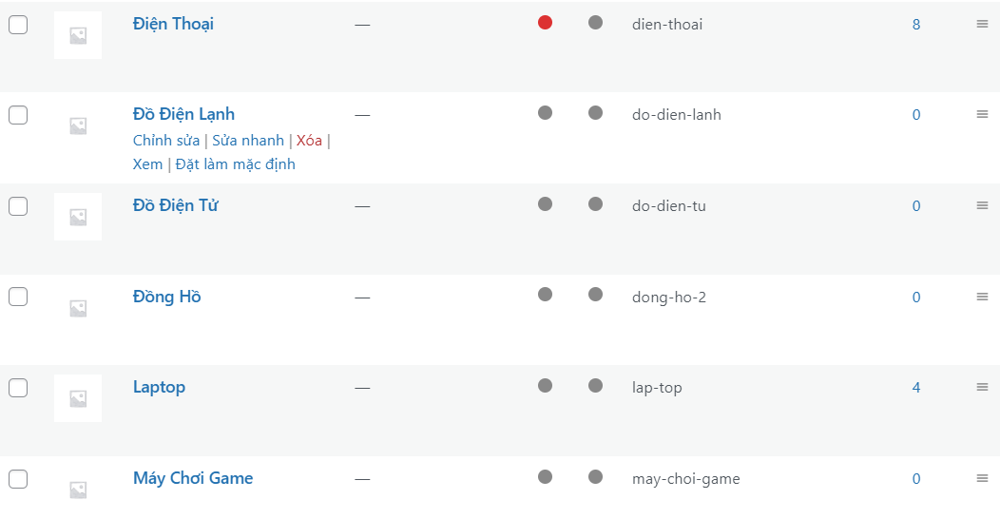 Điện Thoại — dien-thoai 8
Đồ Điện Lạnh — do-dien-lanh 0
Chỉnh sửa | Sửa nhanh | Xóa |
Xem | Đặt làm mặc định
Đồ Điện Tử — do-dien-tu 0
Đồng Hồ — dong-ho-2 0
Laptop — lap-top 4
Máy Chơi Game — may-choi-game 0